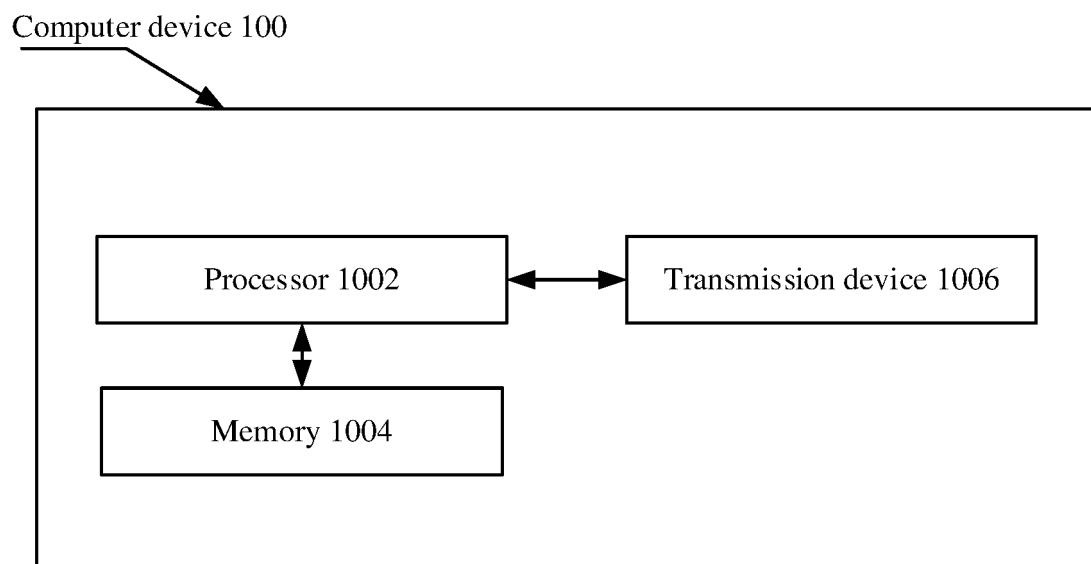 Computer device 100
Processor 1002
Transmission device 1006
Memory 1004